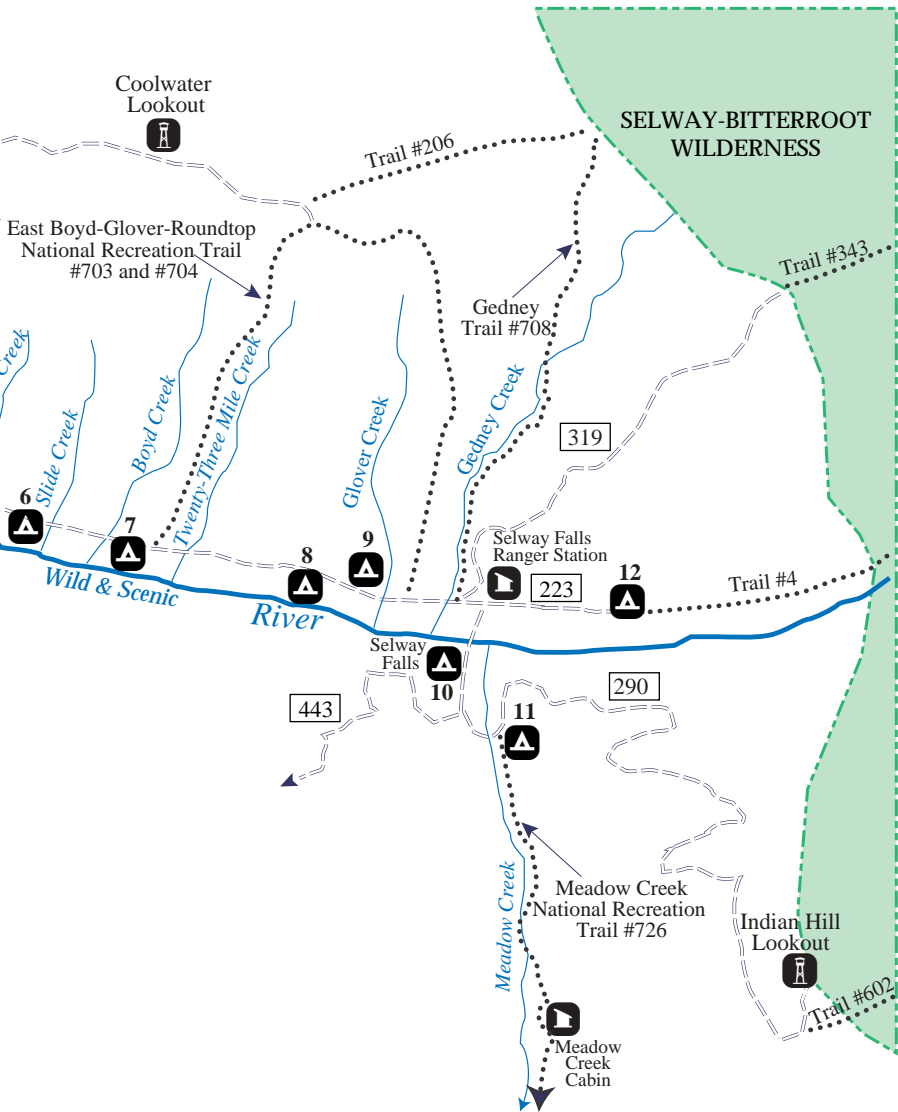 Coolwater
Lookout
SELWAY-BITTERROOT
WILDERNESS
Trail #206
East Boyd-Glover-Roundtop
National Recreation Trail
#703 and #704
Trail #343
Gedney
Trail #708
Creek
Slide Creek
Boyd Creek
Twenty-Three Mile Creek
Glover Creek
Gedney Creek
319
6
7
8
9
Selway Falls
Ranger Station
223
12
Trail #4
Wild & Scenic
River
Selway
Falls
10
443
11
290
Meadow Creek
Meadow Creek
National Recreation
Trail #726
Indian Hill
Lookout
Trail #602
Meadow
Creek
Cabin